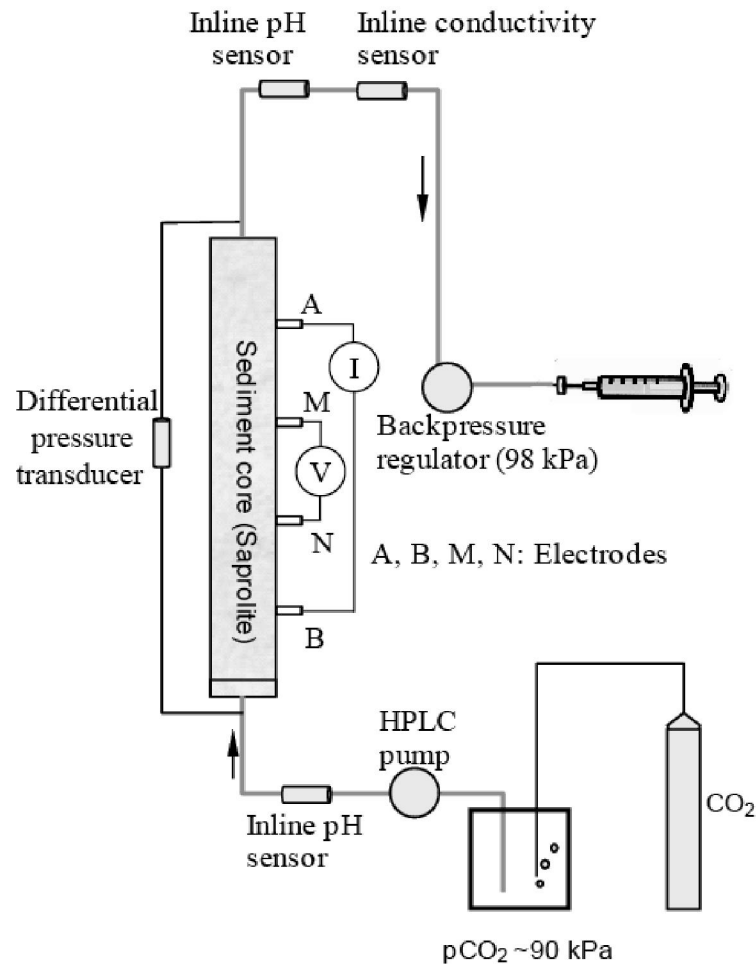 Inline pH
sensor
Inline conductivity
sensor
A
I
M
V
N
B
Sediment core (Saprolite)
Differential
pressure
transducer
Backpressure
regulator (98 kPa)
A, B, M, N: Electrodes
HPLC
pump
Inline pH
sensor
CO₂
pCO₂ ~90 kPa